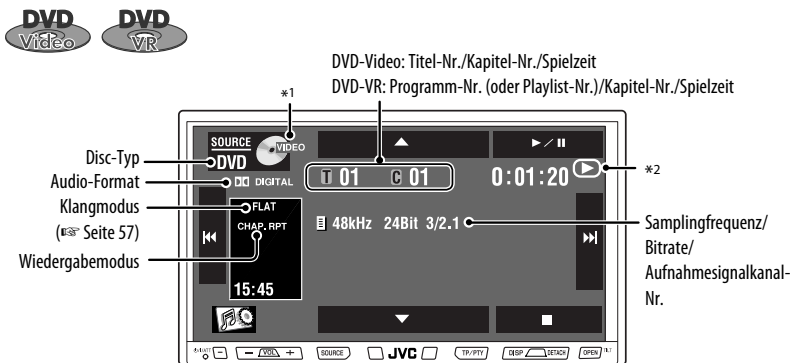 DVD Video
DVD VR
DVD-Video: Titel-Nr./Kapitel-Nr./Spielzeit
DVD-VR: Programm-Nr. (oder Playlist-Nr.)/Kapitel-Nr./Spielzeit
*1
Disc-Typ
Audio-Format
Klangmodus
(☞ Seite 57)
Wiedergabemodus
SOURCE
DVD
VIDEO
DIGITAL
T 01 C 01
0:01:20
*2
FLAT
CHAP. RPT
48kHz 24Bit 3/2.1
15:45
Samplingfrequenz/
Bitrate/
Aufnahmesignalkanal-
Nr.
VOL
SOURCE
JVC
TP/PTY
DISP
DETACH
OPEN